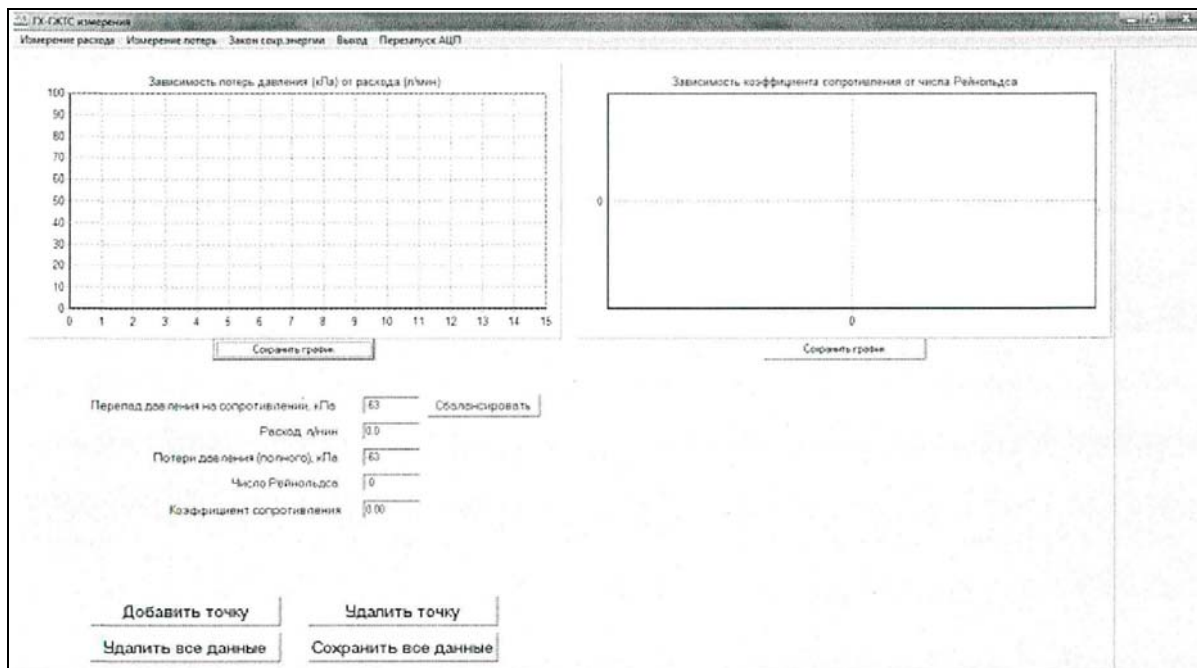 ГХ-ГЖТС измерения
Измерение расхода Измерение потерь Закон сохр.энергии Выход Перезапуск АЦП
Зависимость потерь давления (кПа) от расхода (л/мин)
100
90
80
70
60
50
40
30
20
10
0
0 1 2 3 4 5 6 7 8 9 10 11 12 13 14 15
Сохранить график
Зависимость коэффициента сопротивления от числа Рейнольдса
0
0
Сохранить график
Перепад давления на сопротивлении, кПа 63 Сбалансировать
Расход, л/мин 0.0
Потери давления (полного), кПа 63
Число Рейнольдса 0
Коэффициент сопротивления 0.00
Добавить точку Удалить точку
Удалить все данные Сохранить все данные